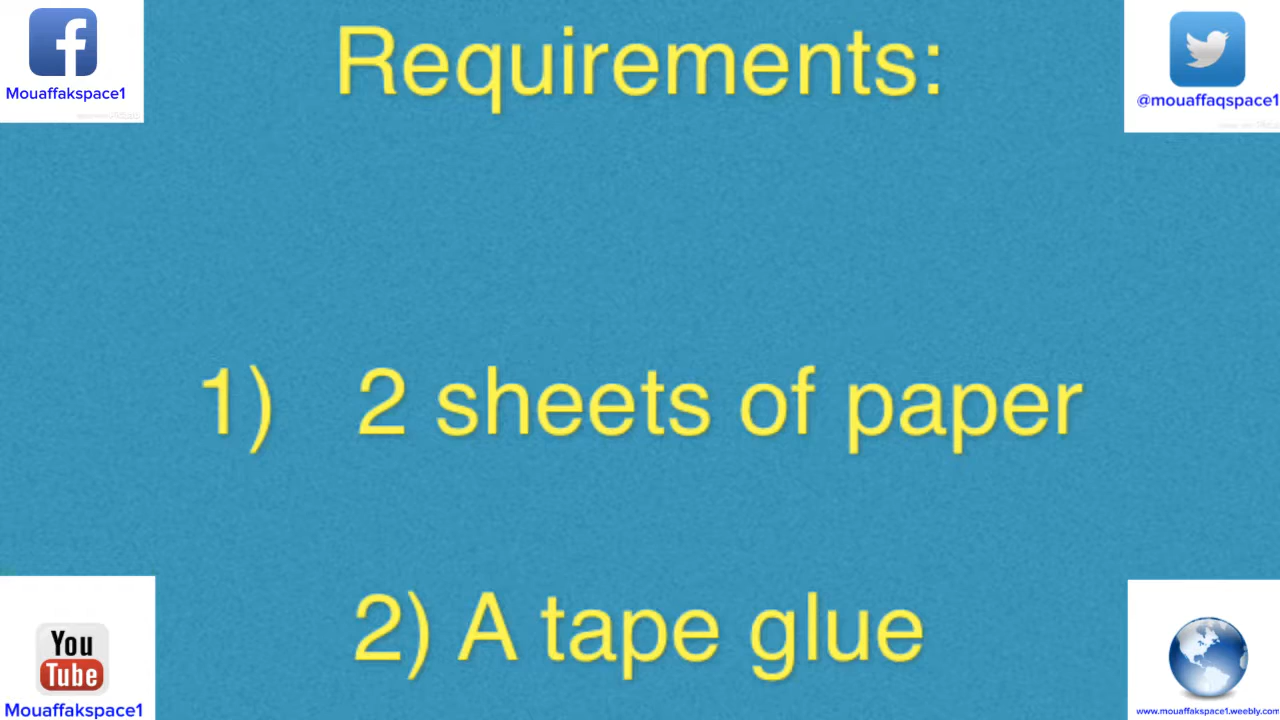 Requirements:
Mouaffakspace1
@mouaffaqspace1
1) 2 sheets of paper
2) A tape glue
You
Tube
Mouaffakspace1
www.mouaffakspace1.weebly.com